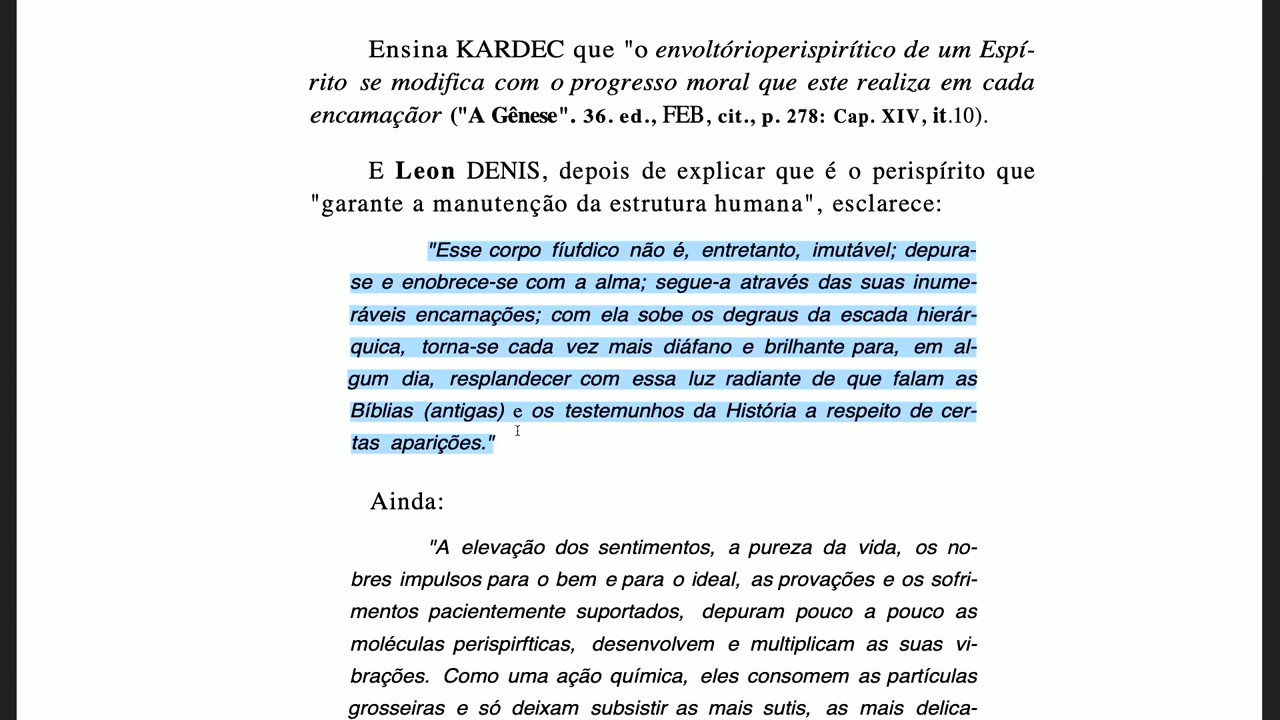 Ensina KARDEC que "o envoltórioperispirítico de um Espí-
rito se modifica com o progresso moral que este realiza em cada
encamaçãor ("A Gênese". 36. ed., FEB, cit., p. 278: Cap. XIV, it.10).
E Leon DENIS, depois de explicar que é o perispírito que
"garante a manutenção da estrutura humana", esclarece:
"Esse corpo fíufdico não é, entretanto, imutável; depura-
se e enobrece-se com a alma; segue-a através das suas inume-
ráveis encarnações; com ela sobe os degraus da escada hierár-
quica, torna-se cada vez mais diáfano e brilhante para, em al-
gum dia, resplandecer com essa luz radiante de que falam as
Bíblias (antigas) e os testemunhos da História a respeito de cer-
tas aparições."
Ainda:
"A elevação dos sentimentos, a pureza da vida, os no-
bres impulsos para o bem e para o ideal, as provações e os sofri-
mentos pacientemente suportados, depuram pouco a pouco as
moléculas perispirfticas, desenvolvem e multiplicam as suas vi-
brações. Como uma ação química, eles consomem as partículas
grosseiras e só deixam subsistir as mais sutis, as mais delica-